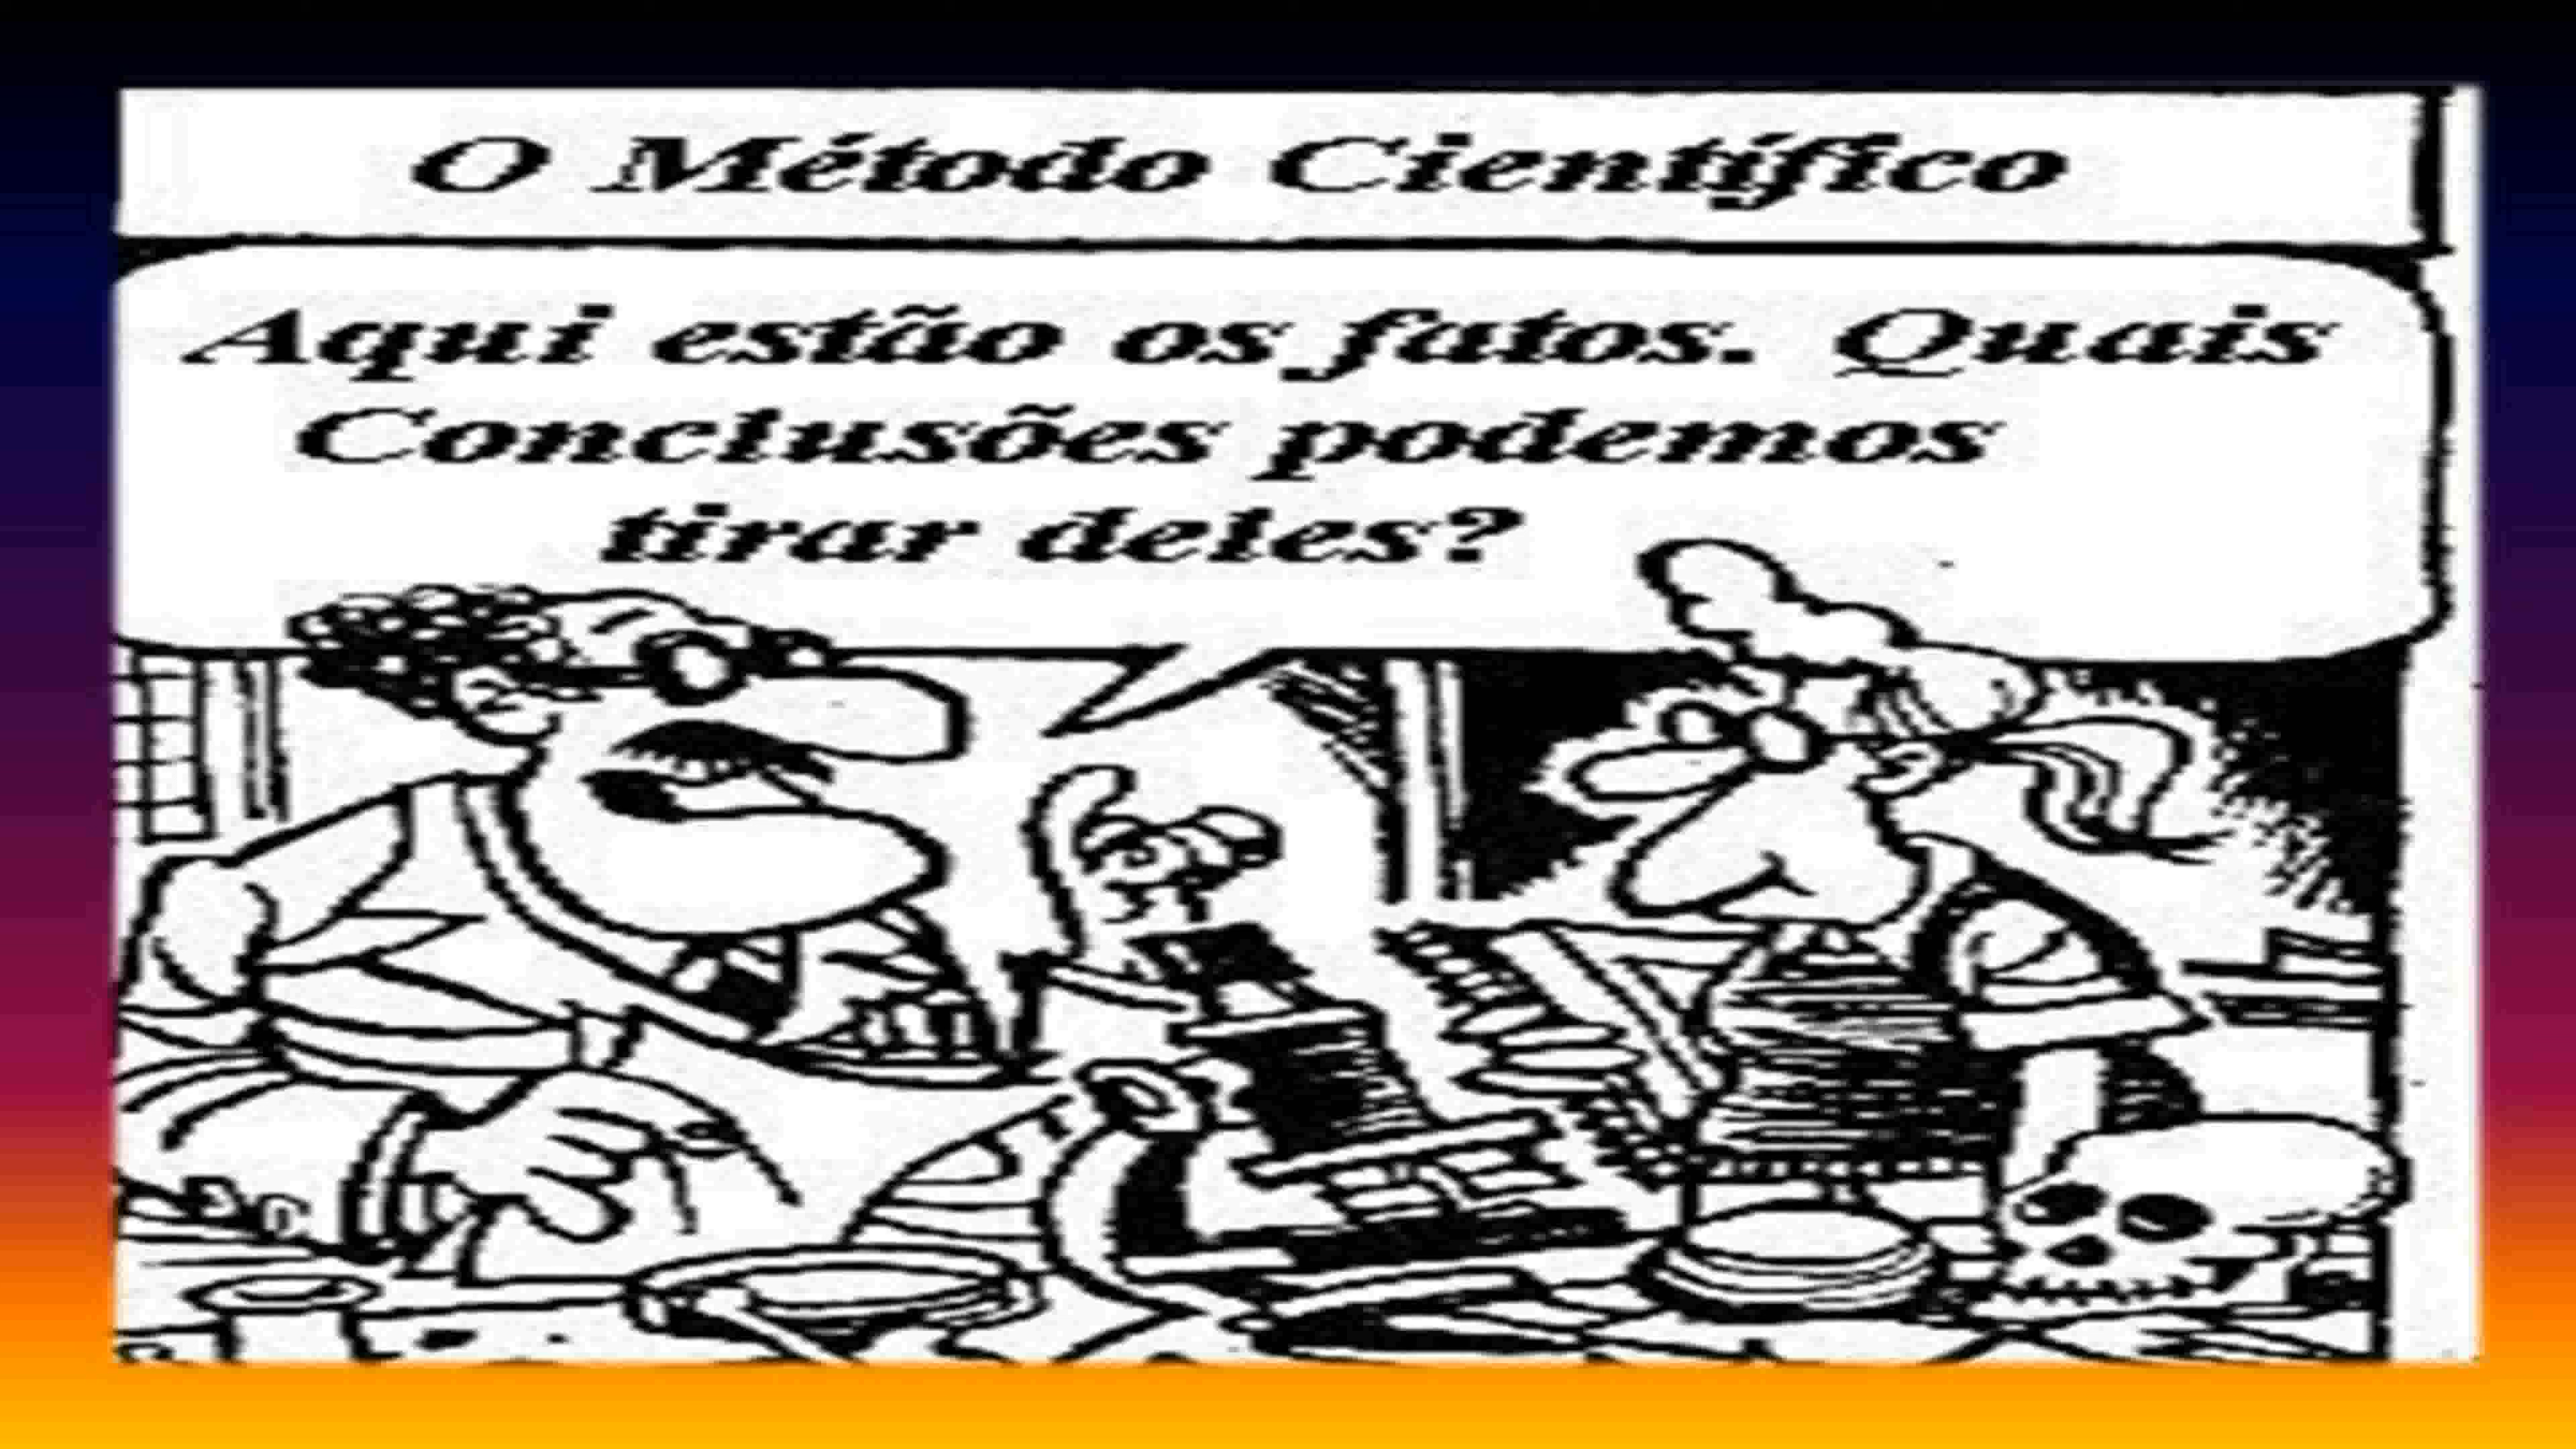 O Método Científico
Aqui estão os fatos. Quais
Conclusões podemos
tirar deles?